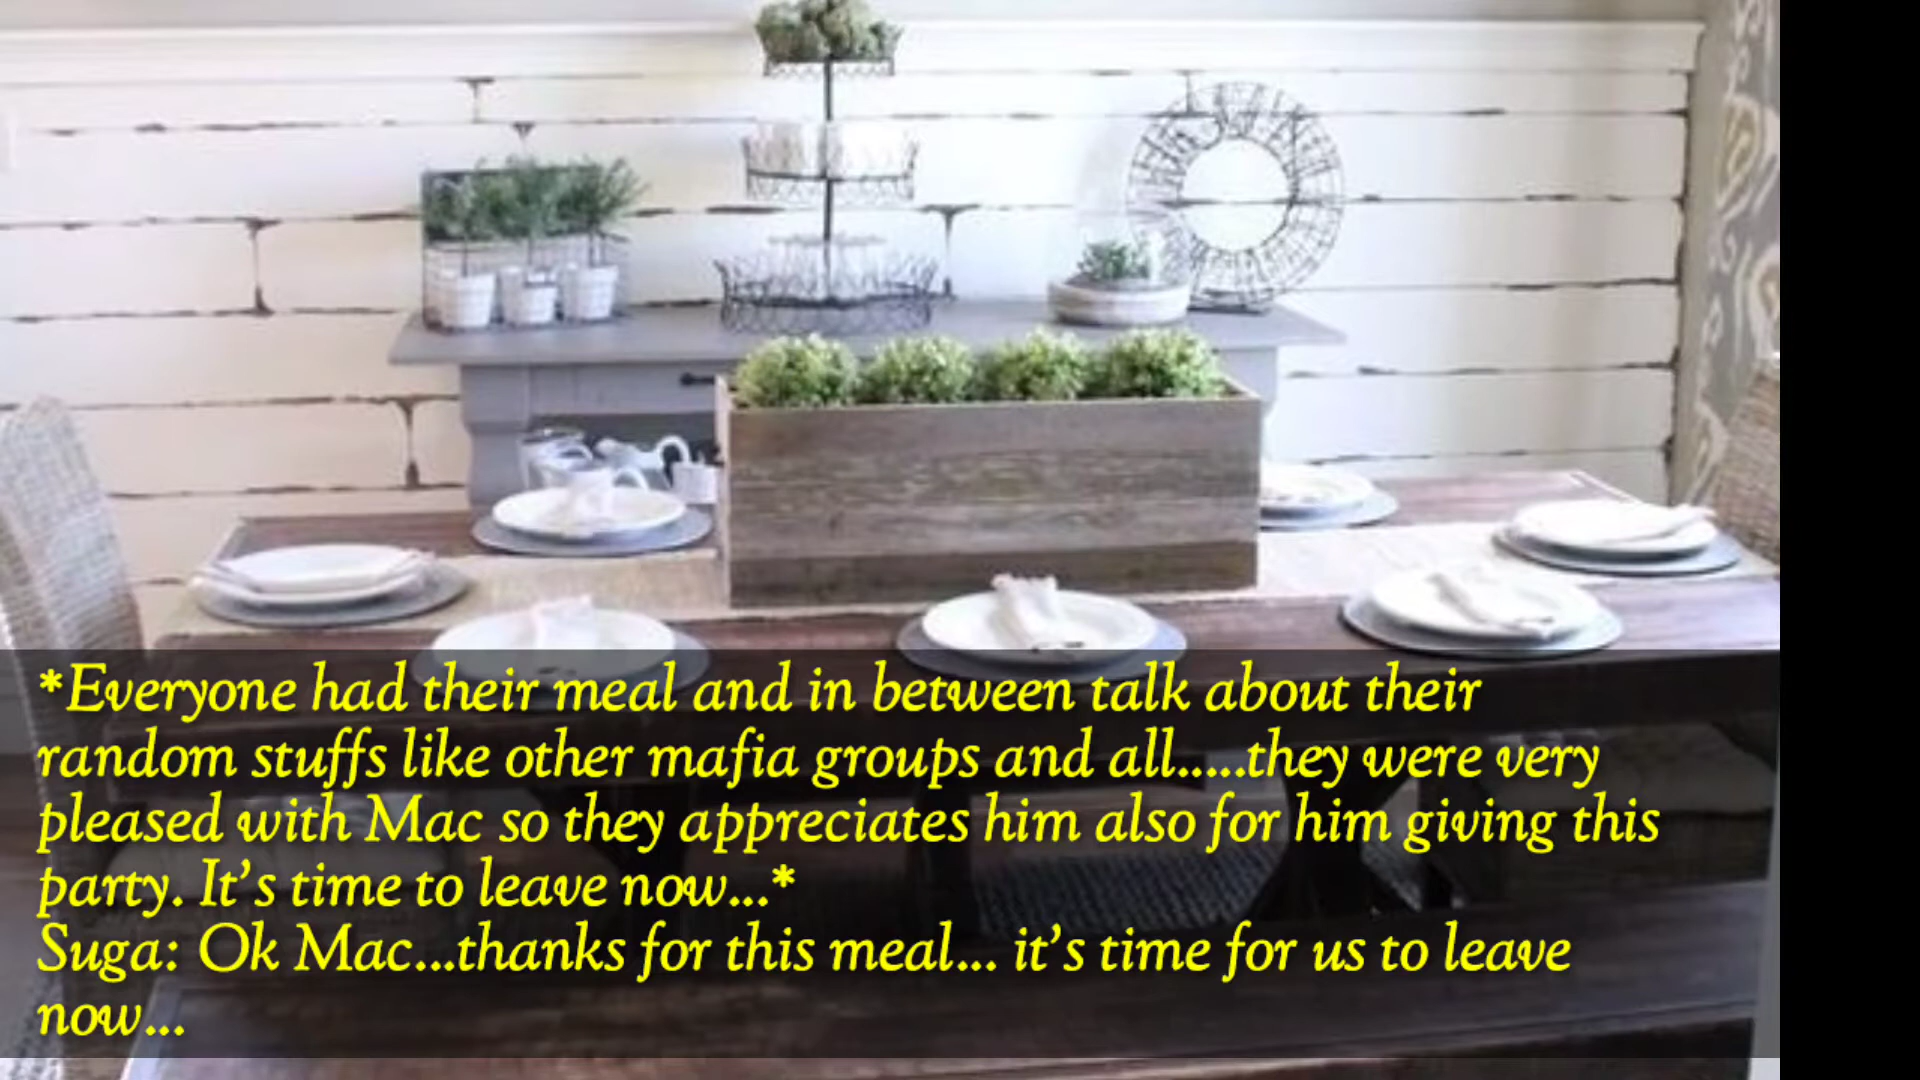 *Everyone had their meal and in between talk about their
random stuffs like other mafia groups and all.....they were very
pleased with Mac so they appreciates him also for him giving this
party. It's time to leave now...*
Suga: Ok Mac...thanks for this meal... it's time for us to leave
now...